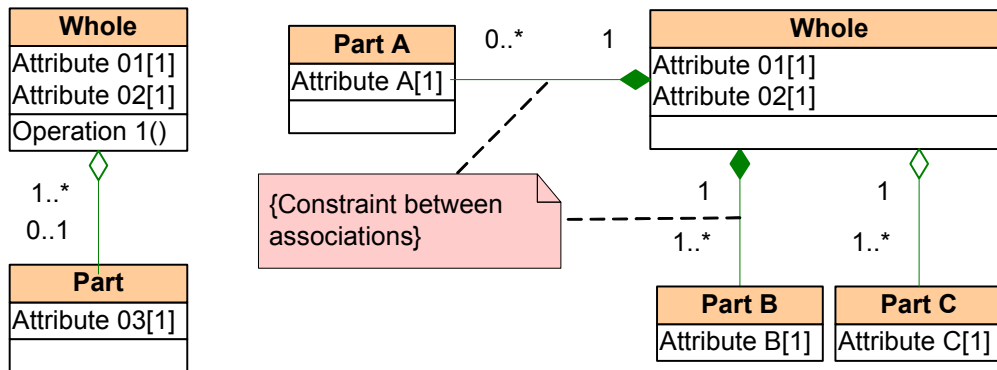 Whole
Attribute 01[1]
Attribute 02[1]
Operation 1()
1..*
0..1
Part
Attribute 03[1]
Part A
Attribute A[1]
0..*
1
Whole
Attribute 01[1]
Attribute 02[1]
{Constraint between
associations}
1
1..*
1
1..*
Part B
Attribute B[1]
Part C
Attribute C[1]